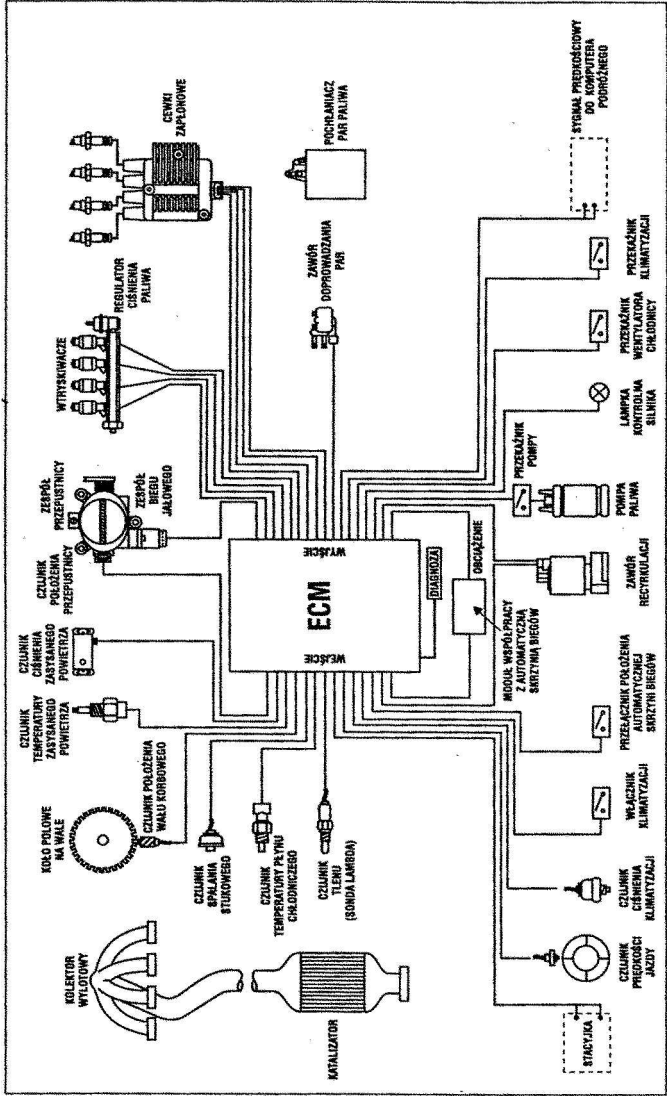 KOLEKTOR
WYLOTOWY
KATALIZATOR
KOŁO POLOWE
NA WALE
CZUJNIK POŁOŻENIA
WAŁU KORBOWEGO
CZUJNIK
SPALANIA
STUKOWEGO
CZUJNIK
TEMPERATURY PŁYNU
CHŁODNICZEGO
CZUJNIK
TLENU
(SONDA LAMBDA)
CZUJNIK
TEMPERATURY
ZASYSANEGO
POWIETRZA
CZUJNIK
CIŚNIENIA
ZASYSANEGO
POWIETRZA
CZUJNIK
POŁOŻENIA
PRZEPUSTNICY
ZESPÓŁ
PRZEPUSTNICY
ZESPÓŁ
BIEGU
JAŁOWEGO
WTRYSKIWACZE
REGULATOR
CIŚNIENIA
PALIWA
CEWKI
ZAPŁONOWE
WEJŚCIE
ECM
WYJŚCIE
DIAGNOZA
OBCIĄŻENIE
MODUŁ WSPÓŁPRACY
Z AUTOMATYCZNĄ
SKRZYNIĄ BIEGÓW
ZAWÓR
DOPROWADZANIA
PAR
POCHŁANIACZ
PAR PALIWA
STACYJKA
CZUJNIK
PRĘDKOŚCI
JAZDY
CZUJNIK
CIŚNIENIA
KLIMATYZACJI
WŁĄCZNIK
KLIMATYZACJI
PRZEŁĄCZNIK POŁOŻENIA
AUTOMATYCZNEJ
SKRZYNI BIEGÓW
ZAWÓR
RECYRKULACJI
POMPA
PALIWA
PRZEKAŹNIK
POMPY
LAMPKA
KONTROLNA
SILNIKA
PRZEKAŹNIK
WENTYLATORA
CHŁODNICY
PRZEKAŹNIK
KLIMATYZACJI
SYGNAŁ PRĘDKOŚCIOWY
DO KOMPUTERA
PODRÓŻNEGO